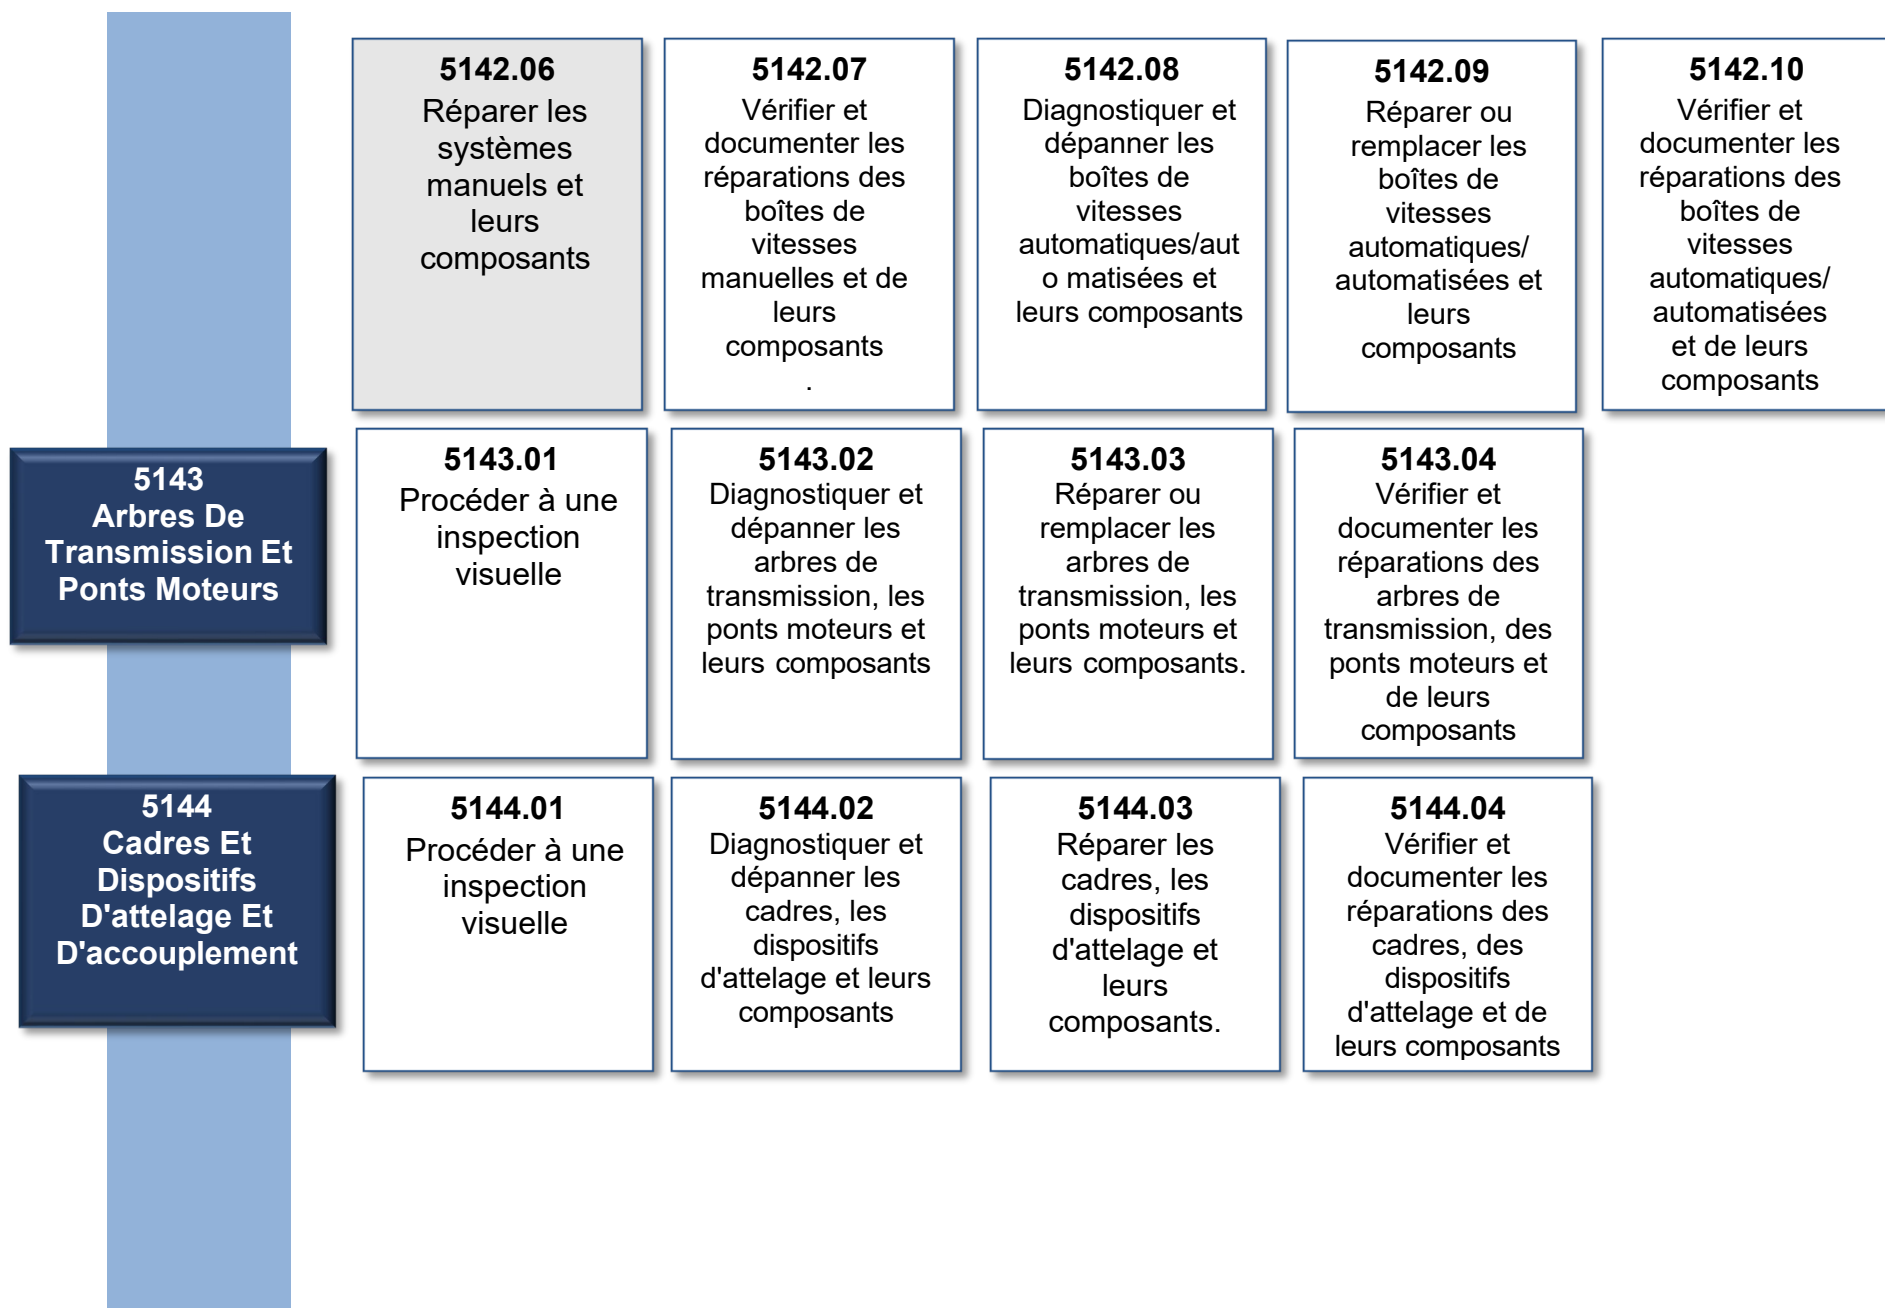 5142.06
Réparer les
systèmes
manuels et
leurs
composants
5142.07
Vérifier et
documenter les
réparations des
boîtes de
vitesses
manuelles et de
leurs
composants
.
5142.08
Diagnostiquer et
dépanner les
boîtes de
vitesses
automatiques/aut
o matisées et
leurs composants
5142.09
Réparer ou
remplacer les
boîtes de
vitesses
automatiques/
automatisées et
leurs
composants
5142.10
Vérifier et
documenter les
réparations des
boîtes de
vitesses
automatiques/
automatisées
et de leurs
composants
5143
Arbres De
Transmission Et
Ponts Moteurs
5143.01
Procéder à une
inspection
visuelle
5143.02
Diagnostiquer et
dépanner les
arbres de
transmission, les
ponts moteurs et
leurs composants
5143.03
Réparer ou
remplacer les
arbres de
transmission, les
ponts moteurs et
leurs composants.
5143.04
Vérifier et
documenter les
réparations des
arbres de
transmission, des
ponts moteurs et
de leurs
composants
5144
Cadres Et
Dispositifs
D'attelage Et
D'accouplement
5144.01
Procéder à une
inspection
visuelle
5144.02
Diagnostiquer et
dépanner les
cadres, les
dispositifs
d'attelage et leurs
composants
5144.03
Réparer les
cadres, les
dispositifs
d'attelage et
leurs
composants.
5144.04
Vérifier et
documenter les
réparations des
cadres, des
dispositifs
d'attelage et de
leurs composants